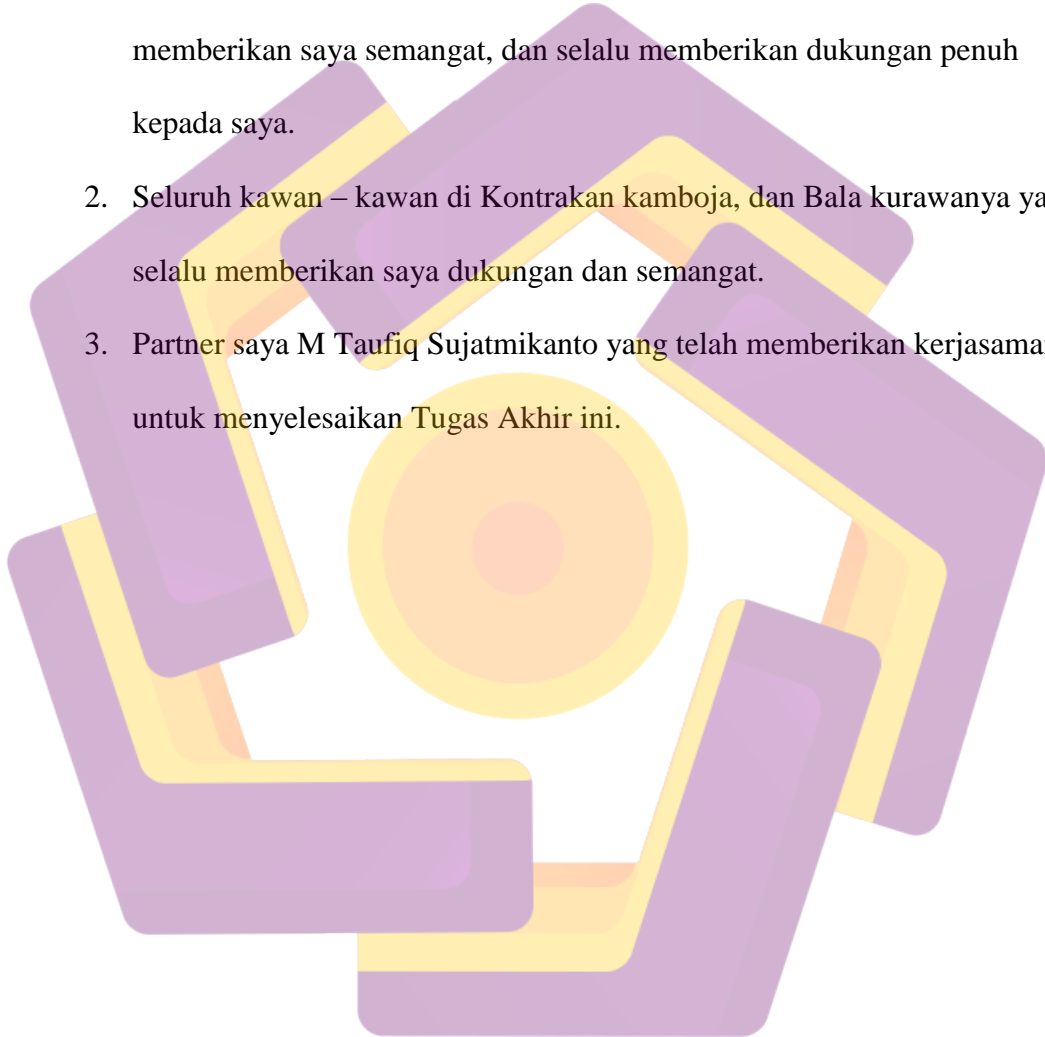 memberikan saya semangat, dan selalu memberikan dukungan penuh
kepada saya.
2. Seluruh kawan – kawan di Kontrakan kamboja, dan Bala kurawanya
selalu memberikan saya dukungan dan semangat.
3. Partner saya M Taufiq Sujatmikanto yang telah memberikan
untuk menyelesaikan Tugas Akhir ini.